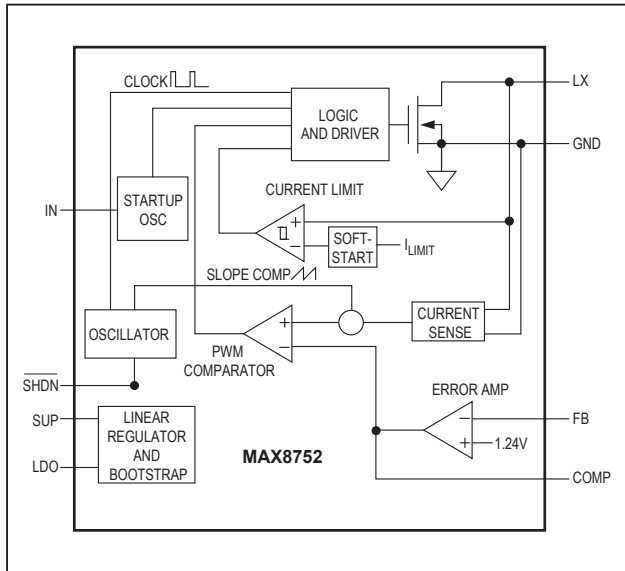 CLOCK
LX
LOGIC
AND DRIVER
GND
STARTUP
OSC
IN
CURRENT LIMIT
+
−
SOFT-
START
ILIMIT
SLOPE COMP
OSCILLATOR
+
−
PWM
COMPARATOR
CURRENT
SENSE
SHDN
ERROR AMP
SUP
LINEAR
REGULATOR
AND
BOOTSTRAP
LDO
MAX8752
−
+
1.24V
FB
COMP